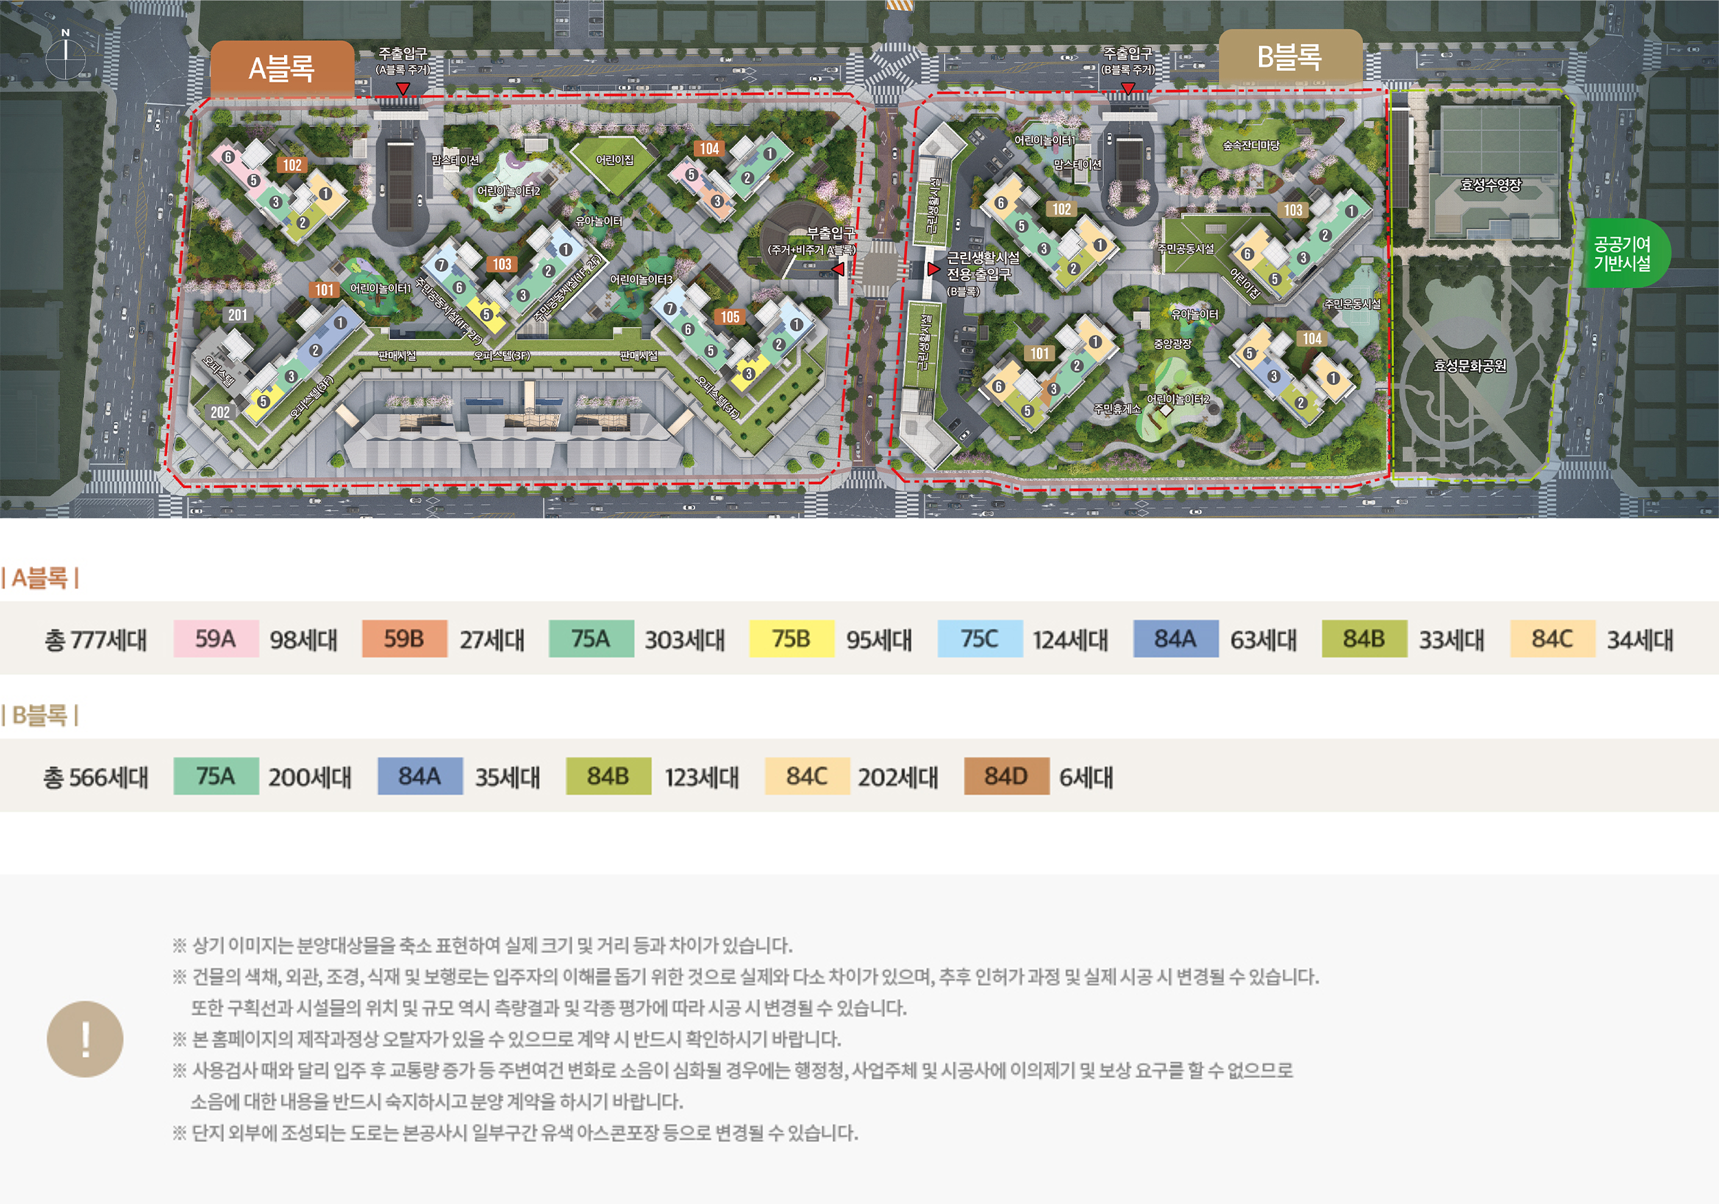 N
A블록
주출입구
(A블록 주거)
주출입구
(B블록 주거)
B블록
6
102
5
1
3
2
맘스테이션
어린이놀이터2
어린이집
104
1
5
2
3
유아놀이터
부출입구
(주거+비주거 A블록)
7
103
1
2
6
3
5
주민공동시설(1F, 2F)
주민공동시설(1F, 2F)
101
어린이놀이터1
어린이놀이터3
201
1
2
3
5
오피스텔
202
오피스텔(3F)
판매시설
오피스텔(3F)
판매시설
7
105
1
6
2
5
3
오피스텔(3F)
근린생활시설
어린이놀이터1
맘스테이션
숲속잔디마당
6
102
5
1
3
2
근린생활시설
전용 출입구
(B블록)
주민공동시설
103
1
6
2
3
5
어린이집
주민운동시설
근린생활시설
유아놀이터
중앙광장
101
1
2
6
3
5
주민휴게소
어린이놀이터2
104
5
3
1
2
효성수영장
효성문화공원
공공기여
기반시설
| A블록 |
총 777세대 59A 98세대 59B 27세대 75A 303세대 75B 95세대 75C 124세대 84A 63세대 84B 33세대 84C 34세대
| B블록 |
총 566세대 75A 200세대 84A 35세대 84B 123세대 84C 202세대 84D 6세대
!
※ 상기 이미지는 분양대상물을 축소 표현하여 실제 크기 및 거리 등과 차이가 있습니다.
※ 건물의 색채, 외관, 조경, 식재 및 보행로는 입주자의 이해를 돕기 위한 것으로 실제와 다소 차이가 있으며, 추후 인허가 과정 및 실제 시공 시 변경될 수 있습니다.
또한 구획선과 시설물의 위치 및 규모 역시 측량결과 및 각종 평가에 따라 시공 시 변경될 수 있습니다.
※ 본 홈페이지의 제작과정상 오탈자가 있을 수 있으므로 계약 시 반드시 확인하시기 바랍니다.
※ 사용검사 때와 달리 입주 후 교통량 증가 등 주변여건 변화로 소음이 심화될 경우에는 행정청, 사업주체 및 시공사에 이의제기 및 보상 요구를 할 수 없으므로
소음에 대한 내용을 반드시 숙지하시고 분양 계약을 하시기 바랍니다.
※ 단지 외부에 조성되는 도로는 본공사시 일부구간 유색 아스콘포장 등으로 변경될 수 있습니다.